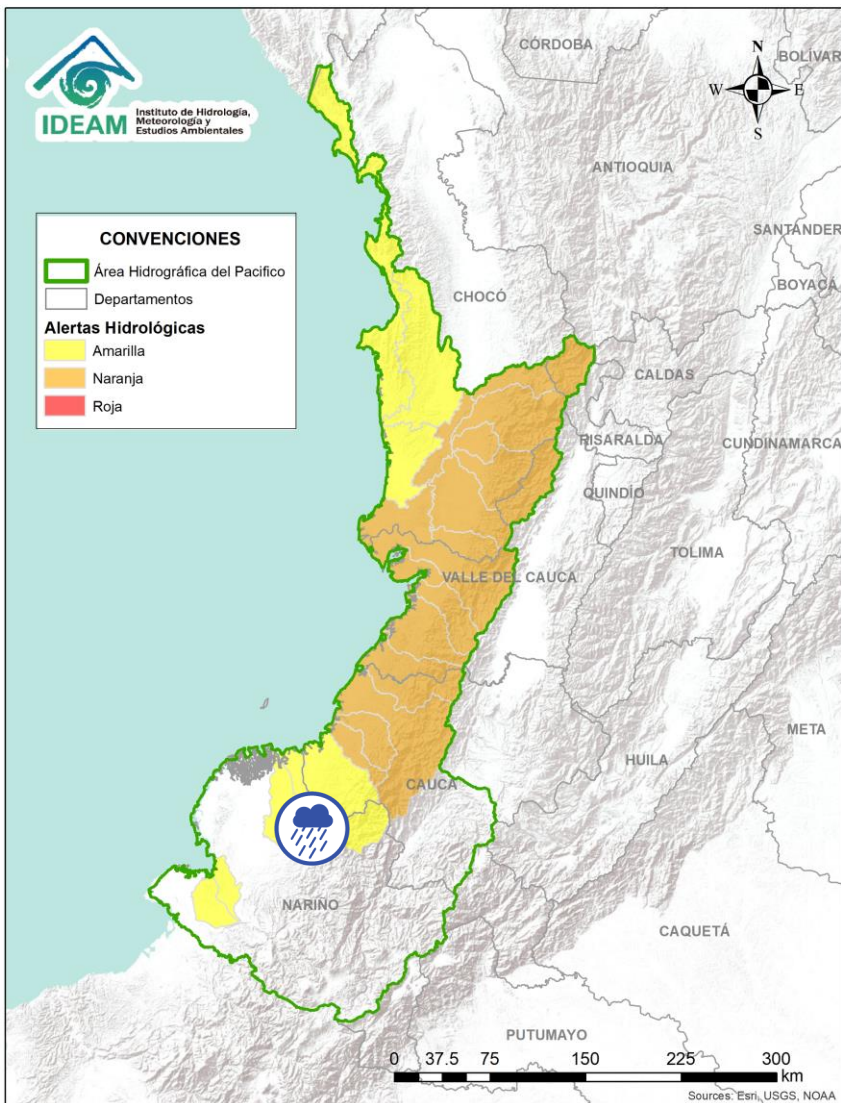 IDEAM
Instituto de Hidrología,
Meteorología y
Estudios Ambientales
CONVENCIONES
Área Hidrográfica del Pacifico
Departamentos
Alertas Hidrológicas
Amarilla
Naranja
Roja
N
W E
S
CÓRDOBA
BOLÍVAR
ANTIOQUIA
SANTANDER
BOYACÁ
CHOCÓ
CALDAS
RISARALDA
CUNDINAMARCA
QUINDÍO
TOLIMA
VALLE DEL CAUCA
META
HUILA
CAUCA
NARIÑO
CAQUETÁ
PUTUMAYO
0 37.5 75 150 225 300
km
Sources: Esri, USGS, NOAA